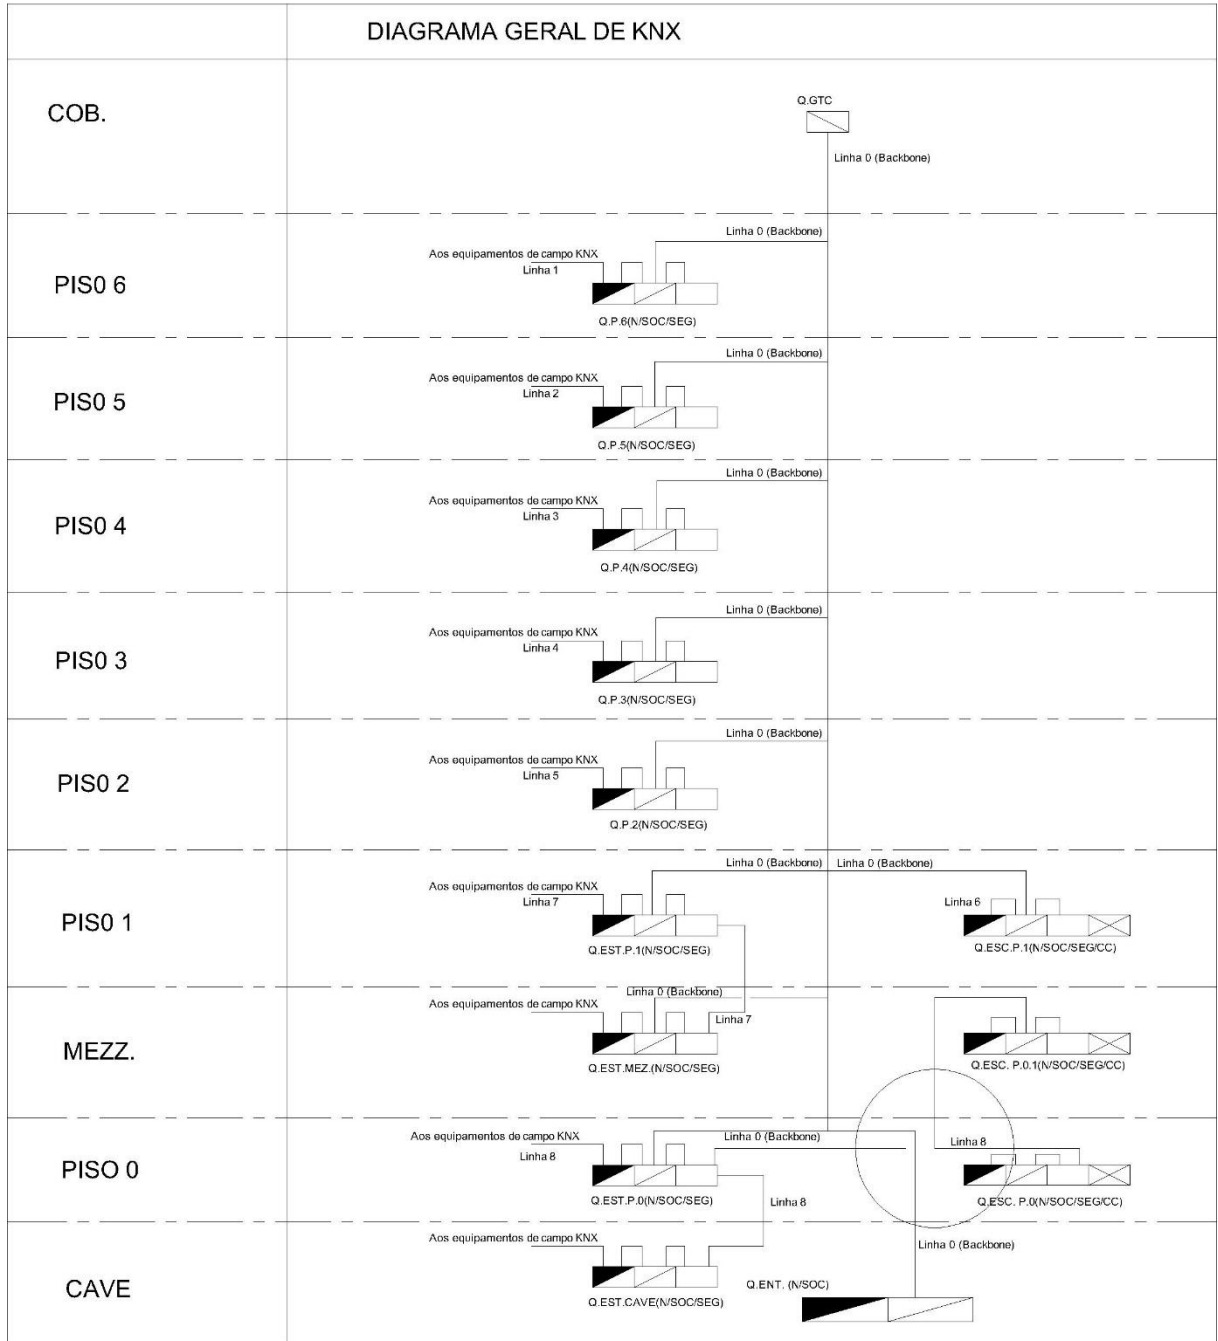 DIAGRAMA GERAL DE KNX
COB.
Q.GTC
Linha 0 (Backbone)
PIS0 6
Linha 0 (Backbone)
Aos equipamentos de campo KNX
Linha 1
Q.P.6(N/SOC/SEG)
PIS0 5
Linha 0 (Backbone)
Aos equipamentos de campo KNX
Linha 2
Q.P.5(N/SOC/SEG)
PIS0 4
Linha 0 (Backbone)
Aos equipamentos de campo KNX
Linha 3
Q.P.4(N/SOC/SEG)
PIS0 3
Linha 0 (Backbone)
Aos equipamentos de campo KNX
Linha 4
Q.P.3(N/SOC/SEG)
PIS0 2
Linha 0 (Backbone)
Aos equipamentos de campo KNX
Linha 5
Q.P.2(N/SOC/SEG)
PIS0 1
Linha 0 (Backbone)
Linha 0 (Backbone)
Aos equipamentos de campo KNX
Linha 7
Linha 6
Q.EST.P.1(N/SOC/SEG)
Q.ESC.P.1(N/SOC/SEG/CC)
MEZZ.
Linha 0 (Backbone)
Aos equipamentos de campo KNX
Linha 7
Q.EST.MEZ.(N/SOC/SEG)
Q.ESC. P.0.1(N/SOC/SEG/CC)
PISO 0
Aos equipamentos de campo KNX
Linha 0 (Backbone)
Linha 8
Linha 8
Q.EST.P.0(N/SOC/SEG)
Linha 8
Q.ESC. P.0(N/SOC/SEG/CC)
CAVE
Aos equipamentos de campo KNX
Linha 0 (Backbone)
Q.ENT. (N/SOC)
Q.EST.CAVE(N/SOC/SEG)